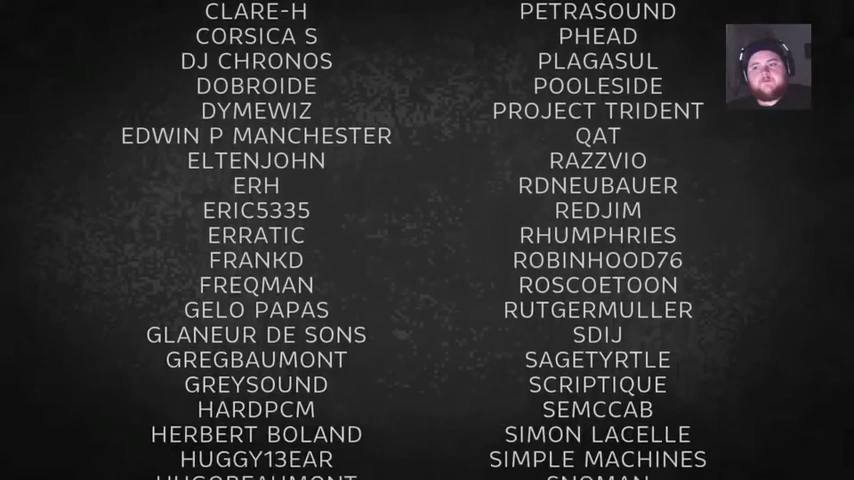 CLARE-H
CORSICA S
DJ CHRONOS
DOBROIDE
DYMEWIZ
EDWIN P MANCHESTER
ELTENJOHN
ERH
ERIC5335
ERRATIC
FRANKD
FREQMAN
GELO PAPAS
GLANEUR DE SONS
GREGBAUMONT
GREYSOUND
HARDPCM
HERBERT BOLAND
HUGGY13EAR
HUGOBEAUMONT
PETRASOUND
PHEAD
PLAGASUL
POOLESIDE
PROJECT TRIDENT
QAT
RAZZVIO
RDNEUBAUER
REDJIM
RHUMPHRIES
ROBINHOOD76
ROSCOETOON
RUTGERMULLER
SDIJ
SAGETYRTLE
SCRIPTIQUE
SEMCCAB
SIMON LACELLE
SIMPLE MACHINES
SNOMAN